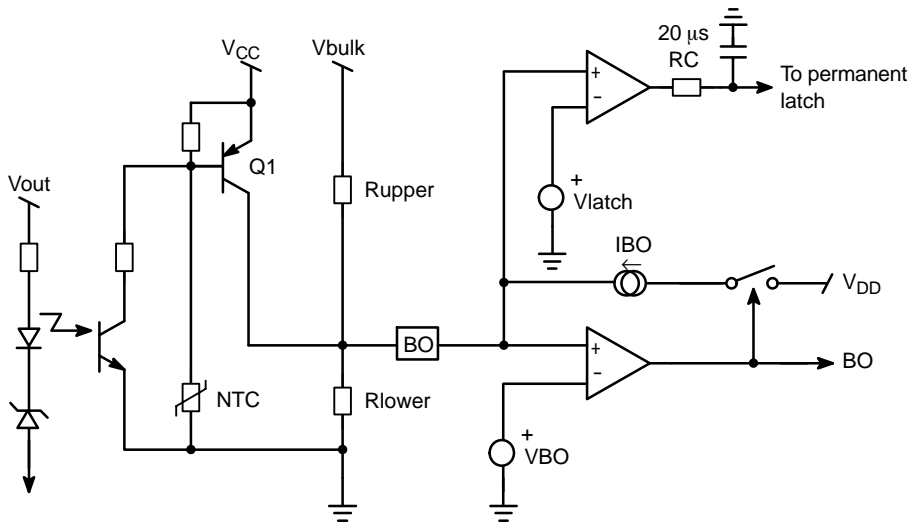 20 μs
RC
To permanent
latch
VCC
Vbulk
+
−
Q1
Vout
Rupper
+
Vlatch
IBO
VDD
BO
+
−
BO
NTC
Rlower
+
VBO